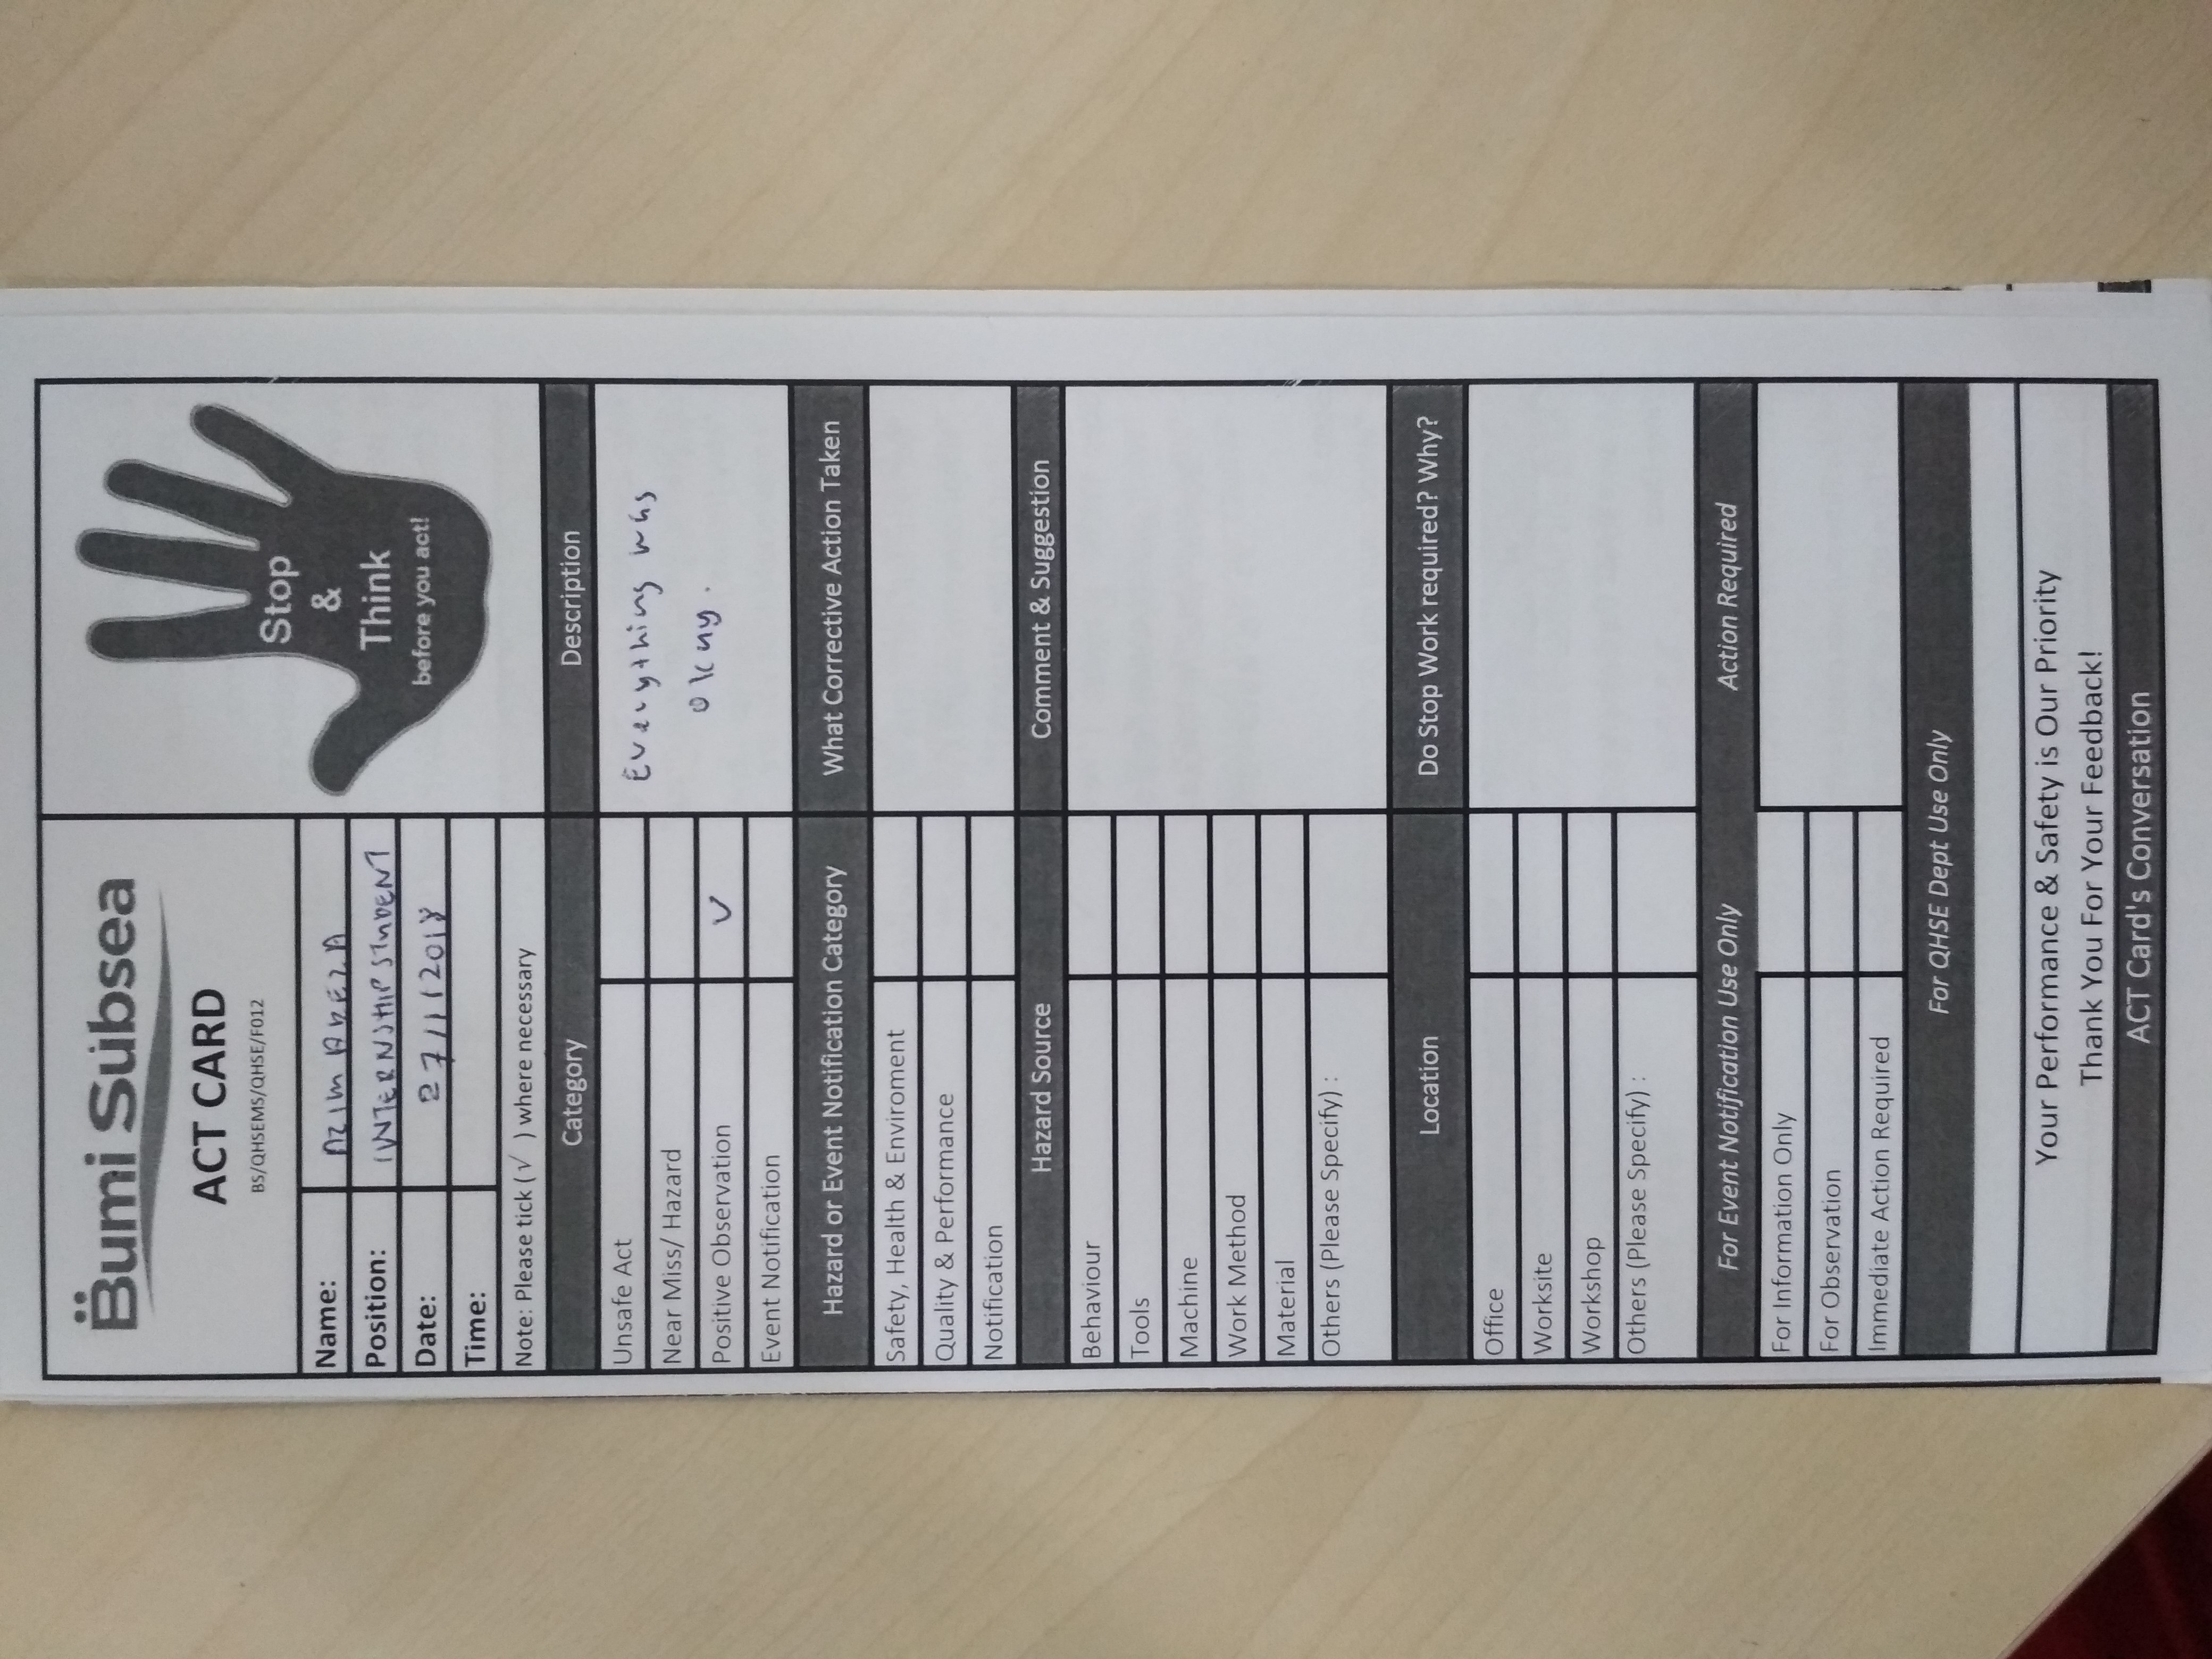 Bumi Subsea
ACT CARD
BS/QHSEMS/QHSE/F012
Stop
&
Think
before you act!
Name: AZIM
Position: INTERNSHIP STUDENT
Date: 27/11/2018
Time:
Note: Please tick (√ ) where necessary
Category Description
Unsafe Act
Near Miss/ Hazard
Positive Observation √
Event Notification
Everything was
okay.
Hazard or Event Notification Category What Corrective Action Taken
Safety, Health & Enviroment
Quality & Performance
Notification
Hazard Source Comment & Suggestion
Behaviour
Tools
Machine
Work Method
Material
Others (Please Specify) :
Location Do Stop Work required? Why?
Office
Worksite
Workshop
Others (Please Specify) :
For Event Notification Use Only Action Required
For Information Only
For Observation
Immediate Action Required
For QHSE Dept Use Only
Your Performance & Safety is Our Priority
Thank You For Your Feedback!
ACT Card's Conversation